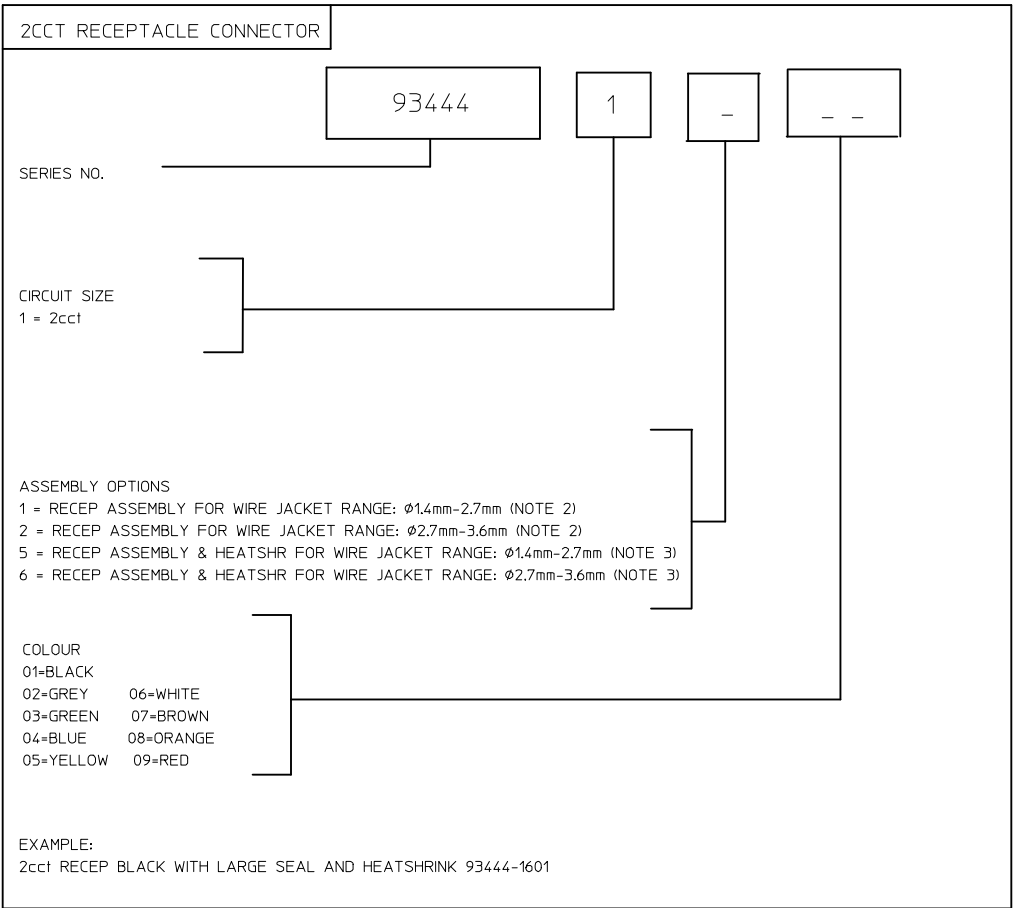 2CCT RECEPTACLE CONNECTOR
93444 1 _ _ _
SERIES NO.
CIRCUIT SIZE
1 = 2cct
ASSEMBLY OPTIONS
1 = RECEP ASSEMBLY FOR WIRE JACKET RANGE: Ø1.4mm-2.7mm (NOTE 2)
2 = RECEP ASSEMBLY FOR WIRE JACKET RANGE: Ø2.7mm-3.6mm (NOTE 2)
5 = RECEP ASSEMBLY & HEATSHR FOR WIRE JACKET RANGE: Ø1.4mm-2.7mm (NOTE 3)
6 = RECEP ASSEMBLY & HEATSHR FOR WIRE JACKET RANGE: Ø2.7mm-3.6mm (NOTE 3)
COLOUR
01=BLACK
02=GREY 06=WHITE
03=GREEN 07=BROWN
04=BLUE 08=ORANGE
05=YELLOW 09=RED
EXAMPLE:
2cct RECEP BLACK WITH LARGE SEAL AND HEATSHRINK 93444-1601